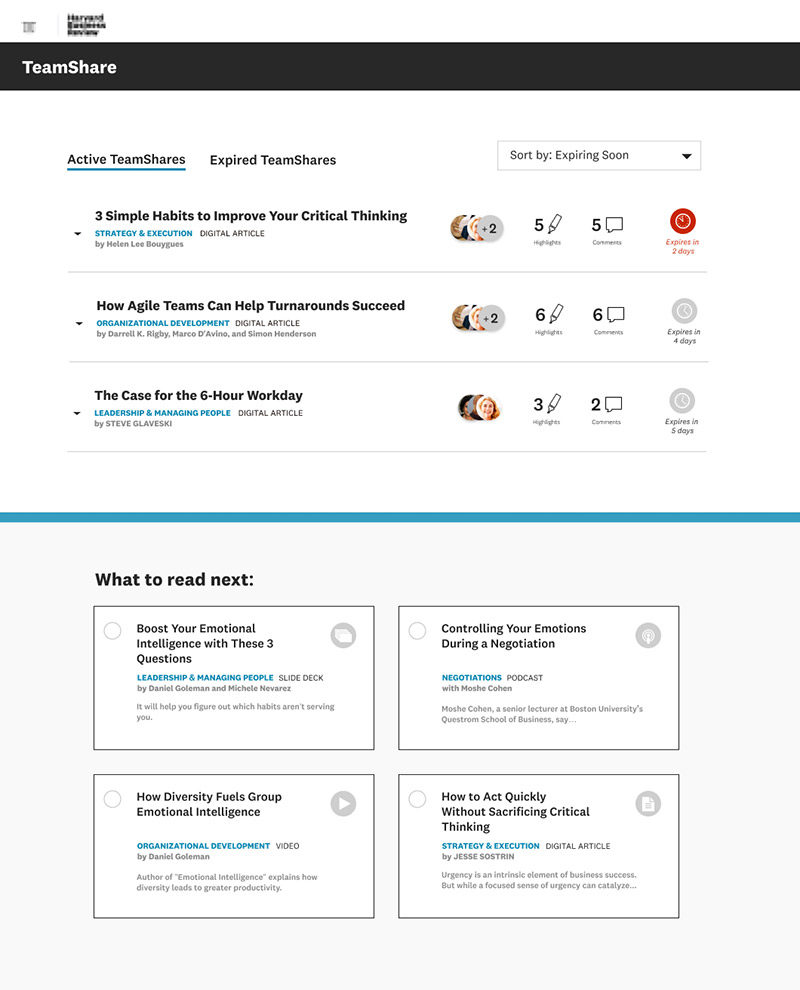 Harvard
Business
Review
TeamShare
Active TeamShares
Expired TeamShares
Sort by: Expiring Soon
3 Simple Habits to Improve Your Critical Thinking
STRATEGY & EXECUTION DIGITAL ARTICLE
by Helen Lee Bouygues
+2
5
Highlights
5
Comments
Expires in
2 days
How Agile Teams Can Help Turnarounds Succeed
ORGANIZATIONAL DEVELOPMENT DIGITAL ARTICLE
by Darrell K. Rigby, Marco D'Avino, and Simon Henderson
+2
6
Highlights
6
Comments
Expires in
4 days
The Case for the 6-Hour Workday
LEADERSHIP & MANAGING PEOPLE DIGITAL ARTICLE
by STEVE GLAVESKI
3
Highlights
2
Comments
Expires in
5 days
What to read next:
Boost Your Emotional
Intelligence with These 3
Questions
LEADERSHIP & MANAGING PEOPLE SLIDE DECK
by Daniel Goleman and Michele Nevarez
It will help you figure out which habits aren't serving
you.
Controlling Your Emotions
During a Negotiation
NEGOTIATIONS PODCAST
with Moshe Cohen
Moshe Cohen, a senior lecturer at Boston University's
Questrom School of Business, say...
How Diversity Fuels Group
Emotional Intelligence
ORGANIZATIONAL DEVELOPMENT VIDEO
by Daniel Goleman
Author of "Emotional Intelligence" explains how
diversity leads to greater productivity.
How to Act Quickly
Without Sacrificing Critical
Thinking
STRATEGY & EXECUTION DIGITAL ARTICLE
by JESSE SOSTRIN
Urgency is an intrinsic element of business success.
But while a focused sense of urgency can catalyze...